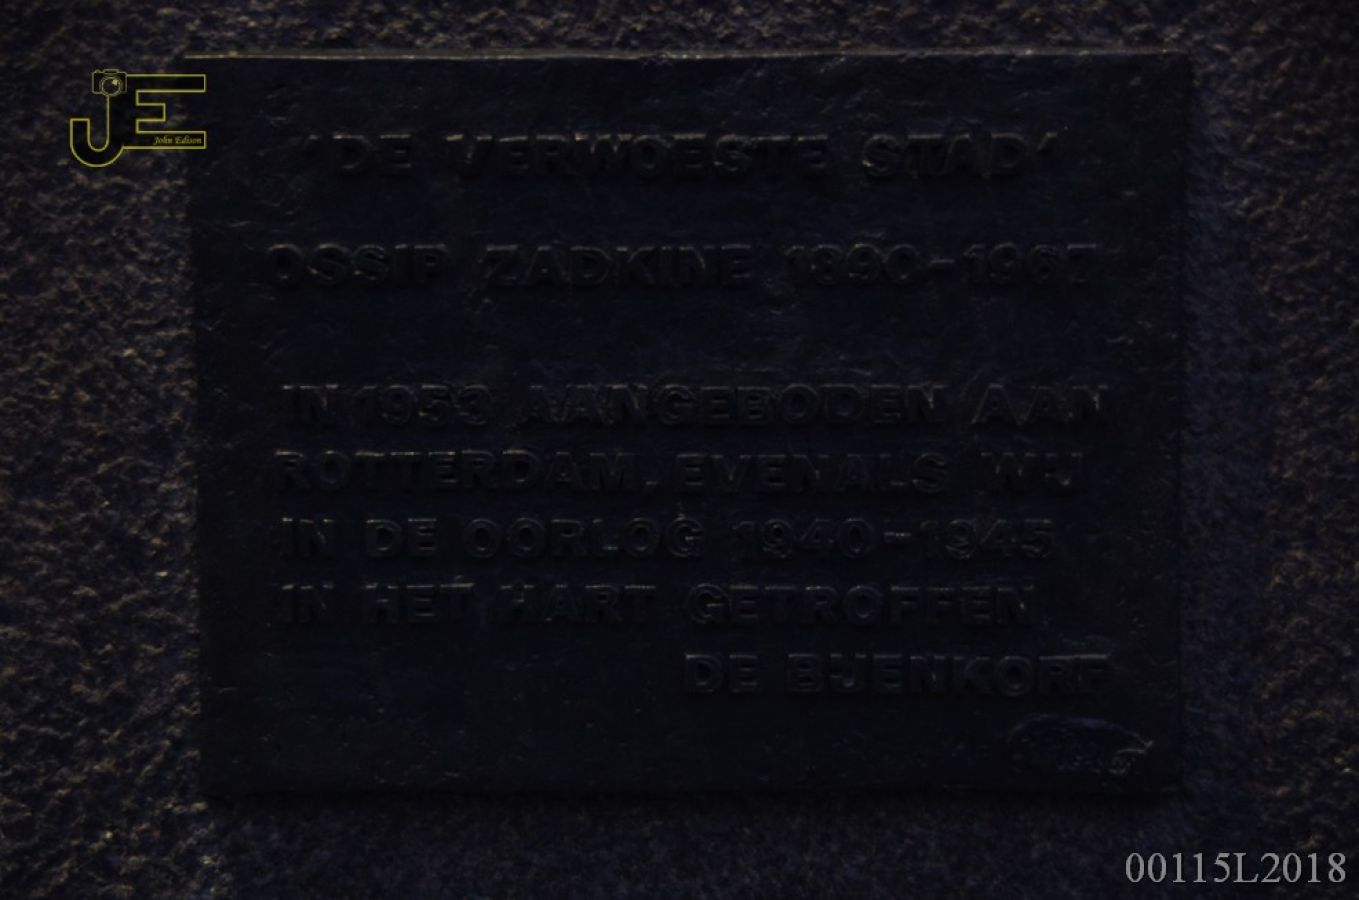 JE
John Edison
'DE VERWOESTE STAD'
OSSIP ZADKINE 1890-1967
IN 1953 AANGEBODEN AAN
ROTTERDAM, EVENALS WIJ
IN DE OORLOG 1940-1945
IN HET HART GETROFFEN
DE BIJENKORF
00115L2018